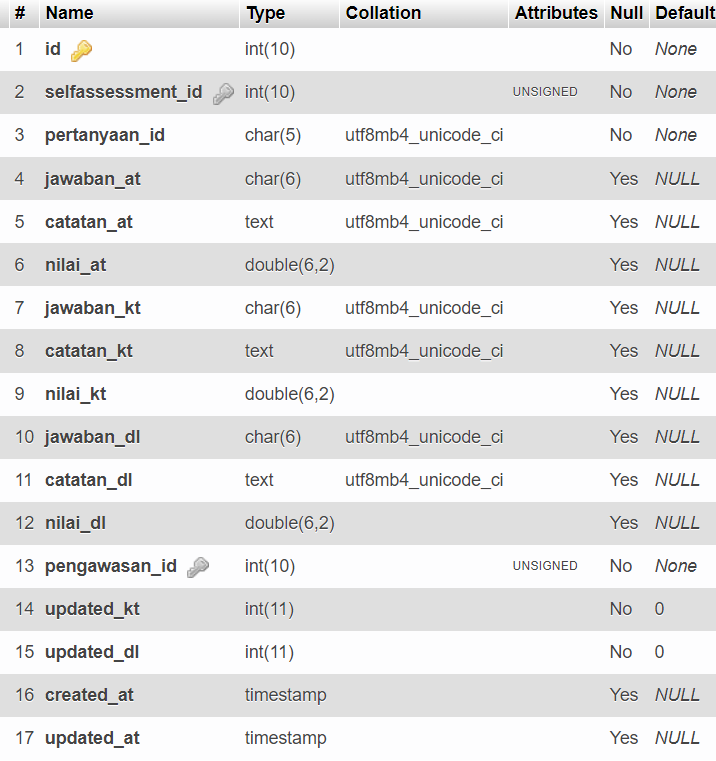 # Name Type Collation Attributes Null Default
1 id int(10) No None
2 selfassessment_id int(10) UNSIGNED No None
3 pertanyaan_id char(5) utf8mb4_unicode_ci No None
4 jawaban_at char(6) utf8mb4_unicode_ci Yes NULL
5 catatan_at text utf8mb4_unicode_ci Yes NULL
6 nilai_at double(6,2) Yes NULL
7 jawaban_kt char(6) utf8mb4_unicode_ci Yes NULL
8 catatan_kt text utf8mb4_unicode_ci Yes NULL
9 nilai_kt double(6,2) Yes NULL
10 jawaban_dl char(6) utf8mb4_unicode_ci Yes NULL
11 catatan_dl text utf8mb4_unicode_ci Yes NULL
12 nilai_dl double(6,2) Yes NULL
13 pengawasan_id int(10) UNSIGNED No None
14 updated_kt int(11) No 0
15 updated_dl int(11) No 0
16 created_at timestamp Yes NULL
17 updated_at timestamp Yes NULL